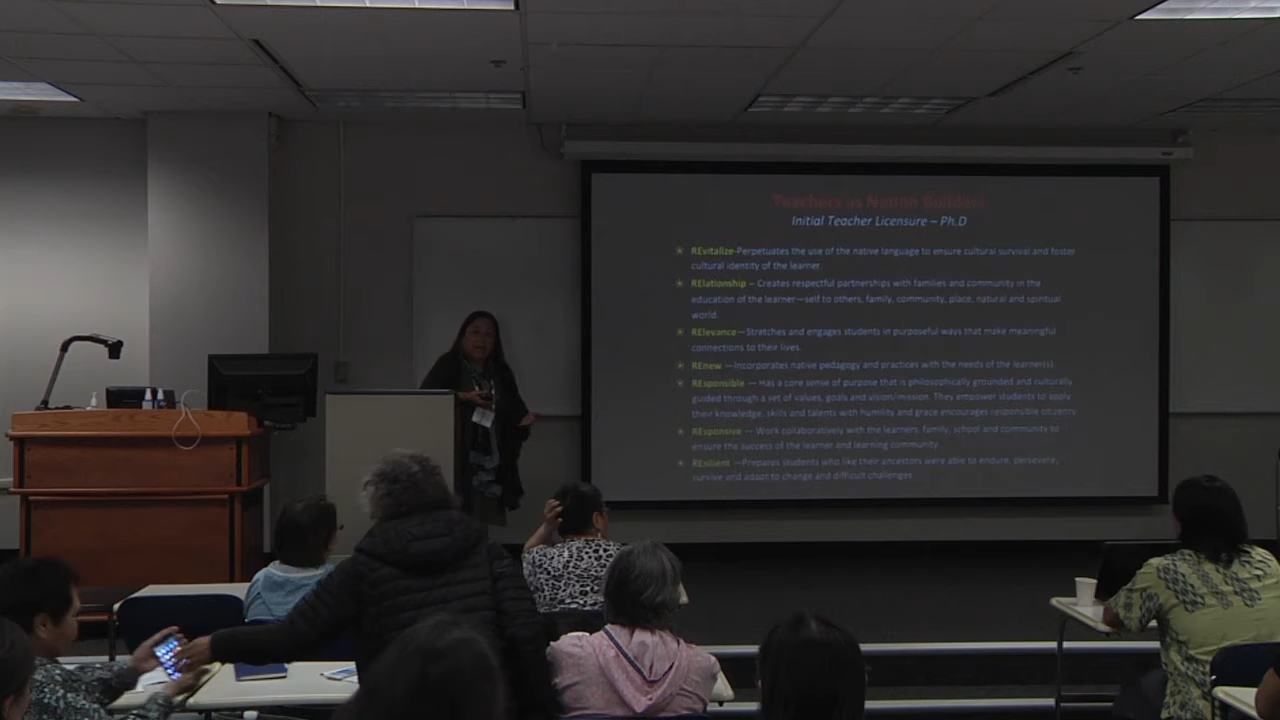 Teachers as Nation Builders
Initial Teacher Licensure – Ph.D
REvitalize-Perpetuates the use of the native language to ensure cultural survival and foster
cultural identity of the learner.
RElationship – Creates respectful partnerships with families and community in the
education of the learner—self to others, family, community, place, natural and spiritual
world.
RElevance—Stretches and engages students in purposeful ways that make meaningful
connections to their lives.
REnew —Incorporates native pedagogy and practices with the needs of the learner(s).
REsponsible — Has a core sense of purpose that is philosophically grounded and culturally
guided through a set of values, goals and vision/mission. They empower students to apply
their knowledge, skills and talents with humility and grace encourages responsible citizenry
REsponsive — Work collaboratively with the learners, family, school and community to
ensure the success of the learner and learning community.
REsilient —Prepares students who like their ancestors were able to endure, persevere,
survive and adapt to change and difficult challenges